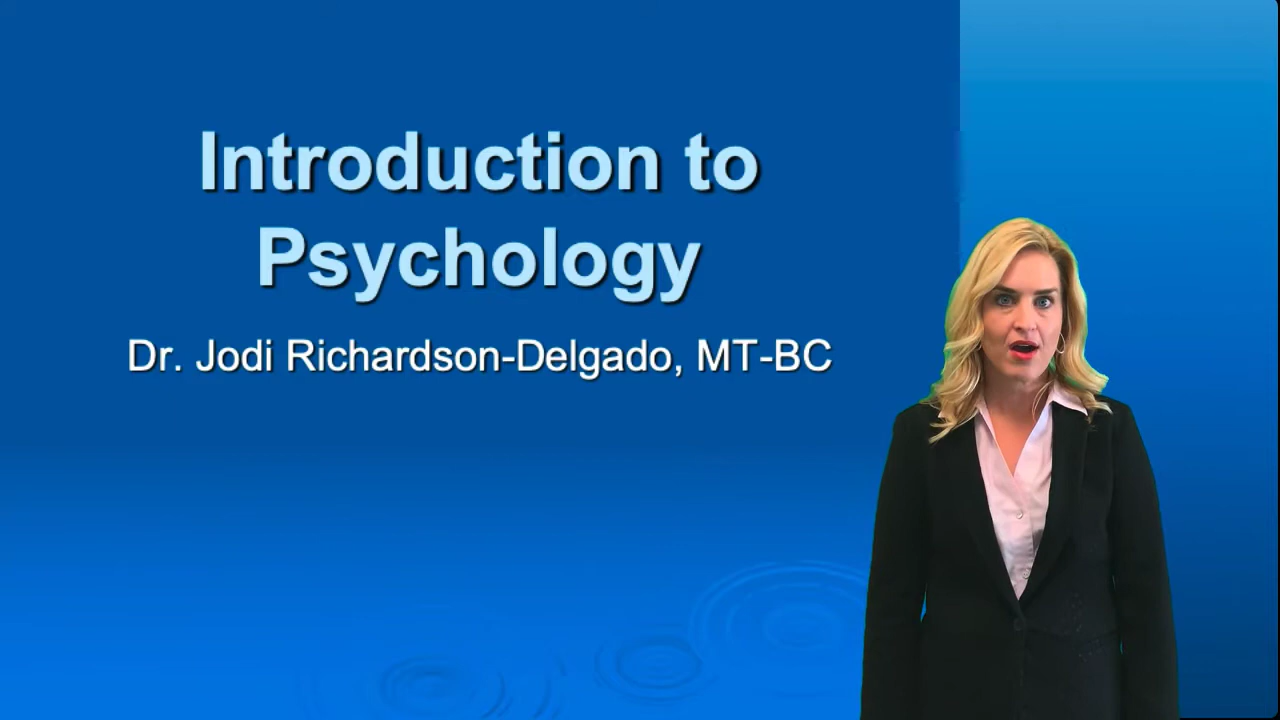 Introduction to
Psychology
Dr. Jodi Richardson-Delgado, MT-BC